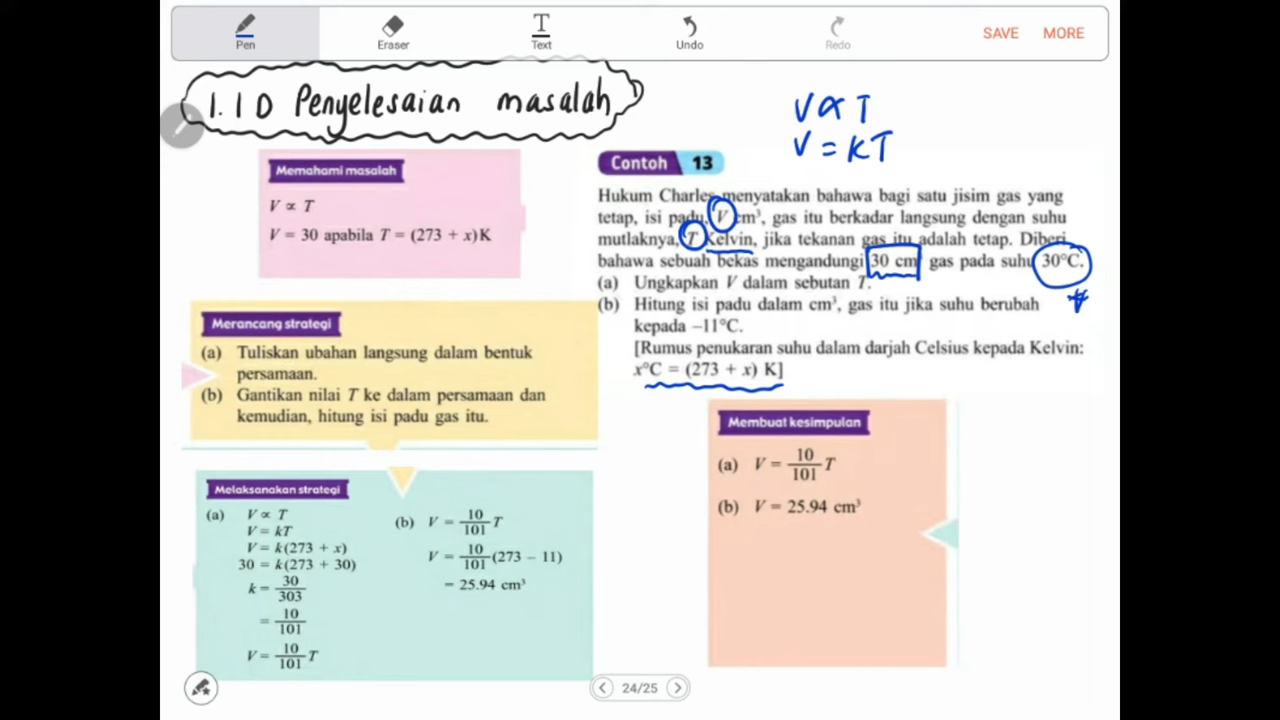 Pen
Eraser
T
Text
Undo
Redo
SAVE
MORE
1.10 Penyelesaian masalah
V ∝ T
V = kT
Memahami masalah
V ∝ T
V = 30 apabila T = (273 + x)K
Contoh 13
Hukum Charles menyatakan bahawa bagi satu jisim gas yang
tetap, isi padu, V cm³, gas itu berkadar langsung dengan suhu
mutlaknya, T Kelvin, jika tekanan gas itu adalah tetap. Diberi
bahawa sebuah bekas mengandungi 30 cm³ gas pada suhu 30°C.
(a) Ungkapkan V dalam sebutan T.
(b) Hitung isi padu dalam cm³, gas itu jika suhu berubah
kepada –11°C.
[Rumus penukaran suhu dalam darjah Celsius kepada Kelvin:
x°C = (273 + x) K]
Merancang strategi
(a) Tuliskan ubahan langsung dalam bentuk
persamaan.
(b) Gantikan nilai T ke dalam persamaan dan
kemudian, hitung isi padu gas itu.
Melaksanakan strategi
(a) V ∝ T
V = kT
V = k(273 + x)
30 = k(273 + 30)
k = 30/303
= 10/101
V = 10/101 T
(b) V = 10/101 T
V = 10/101 (273 – 11)
= 25.94 cm³
Membuat kesimpulan
(a) V = 10/101 T
(b) V = 25.94 cm³
24/25